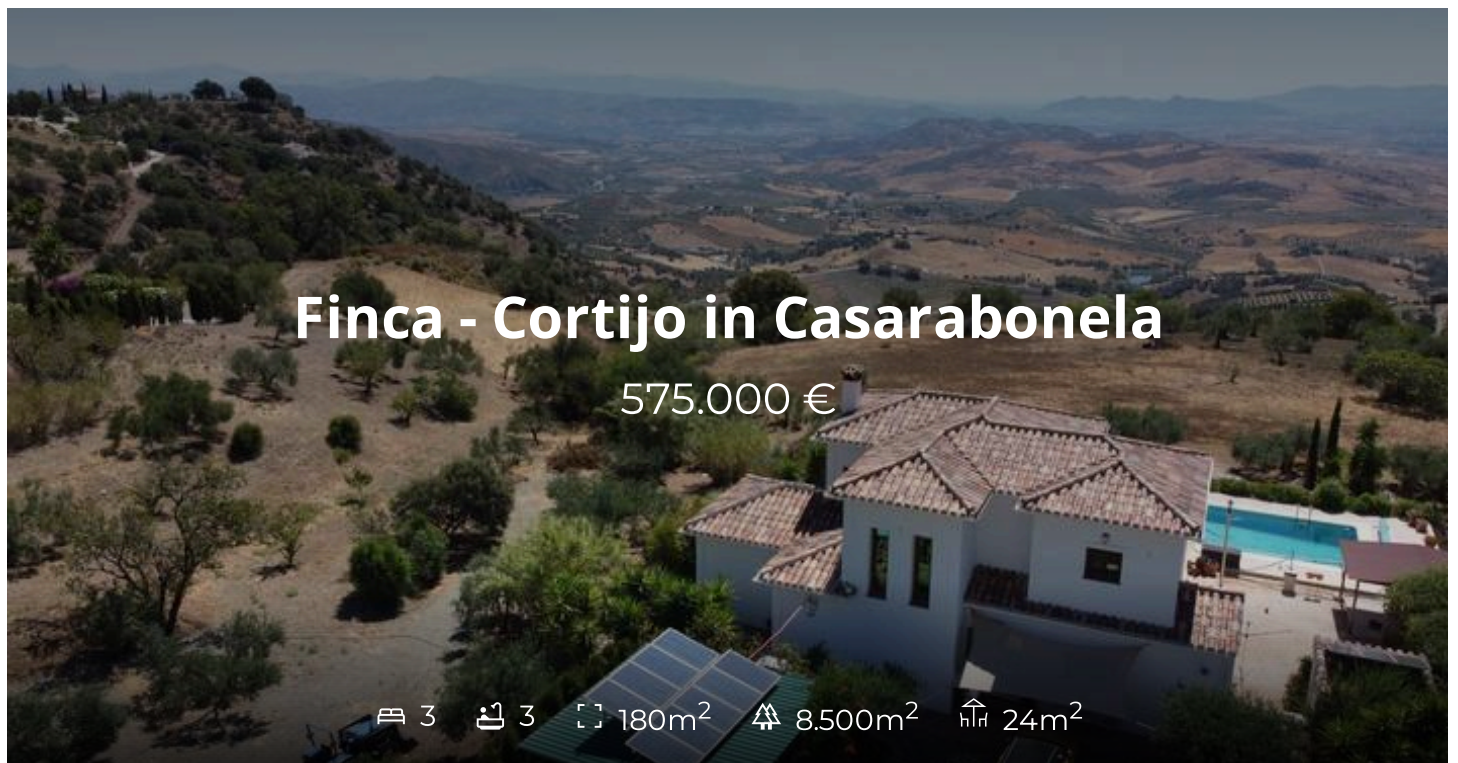 Finca - Cortijo in Casarabonela
575.000 €
3 3 180m² 8.500m² 24m²